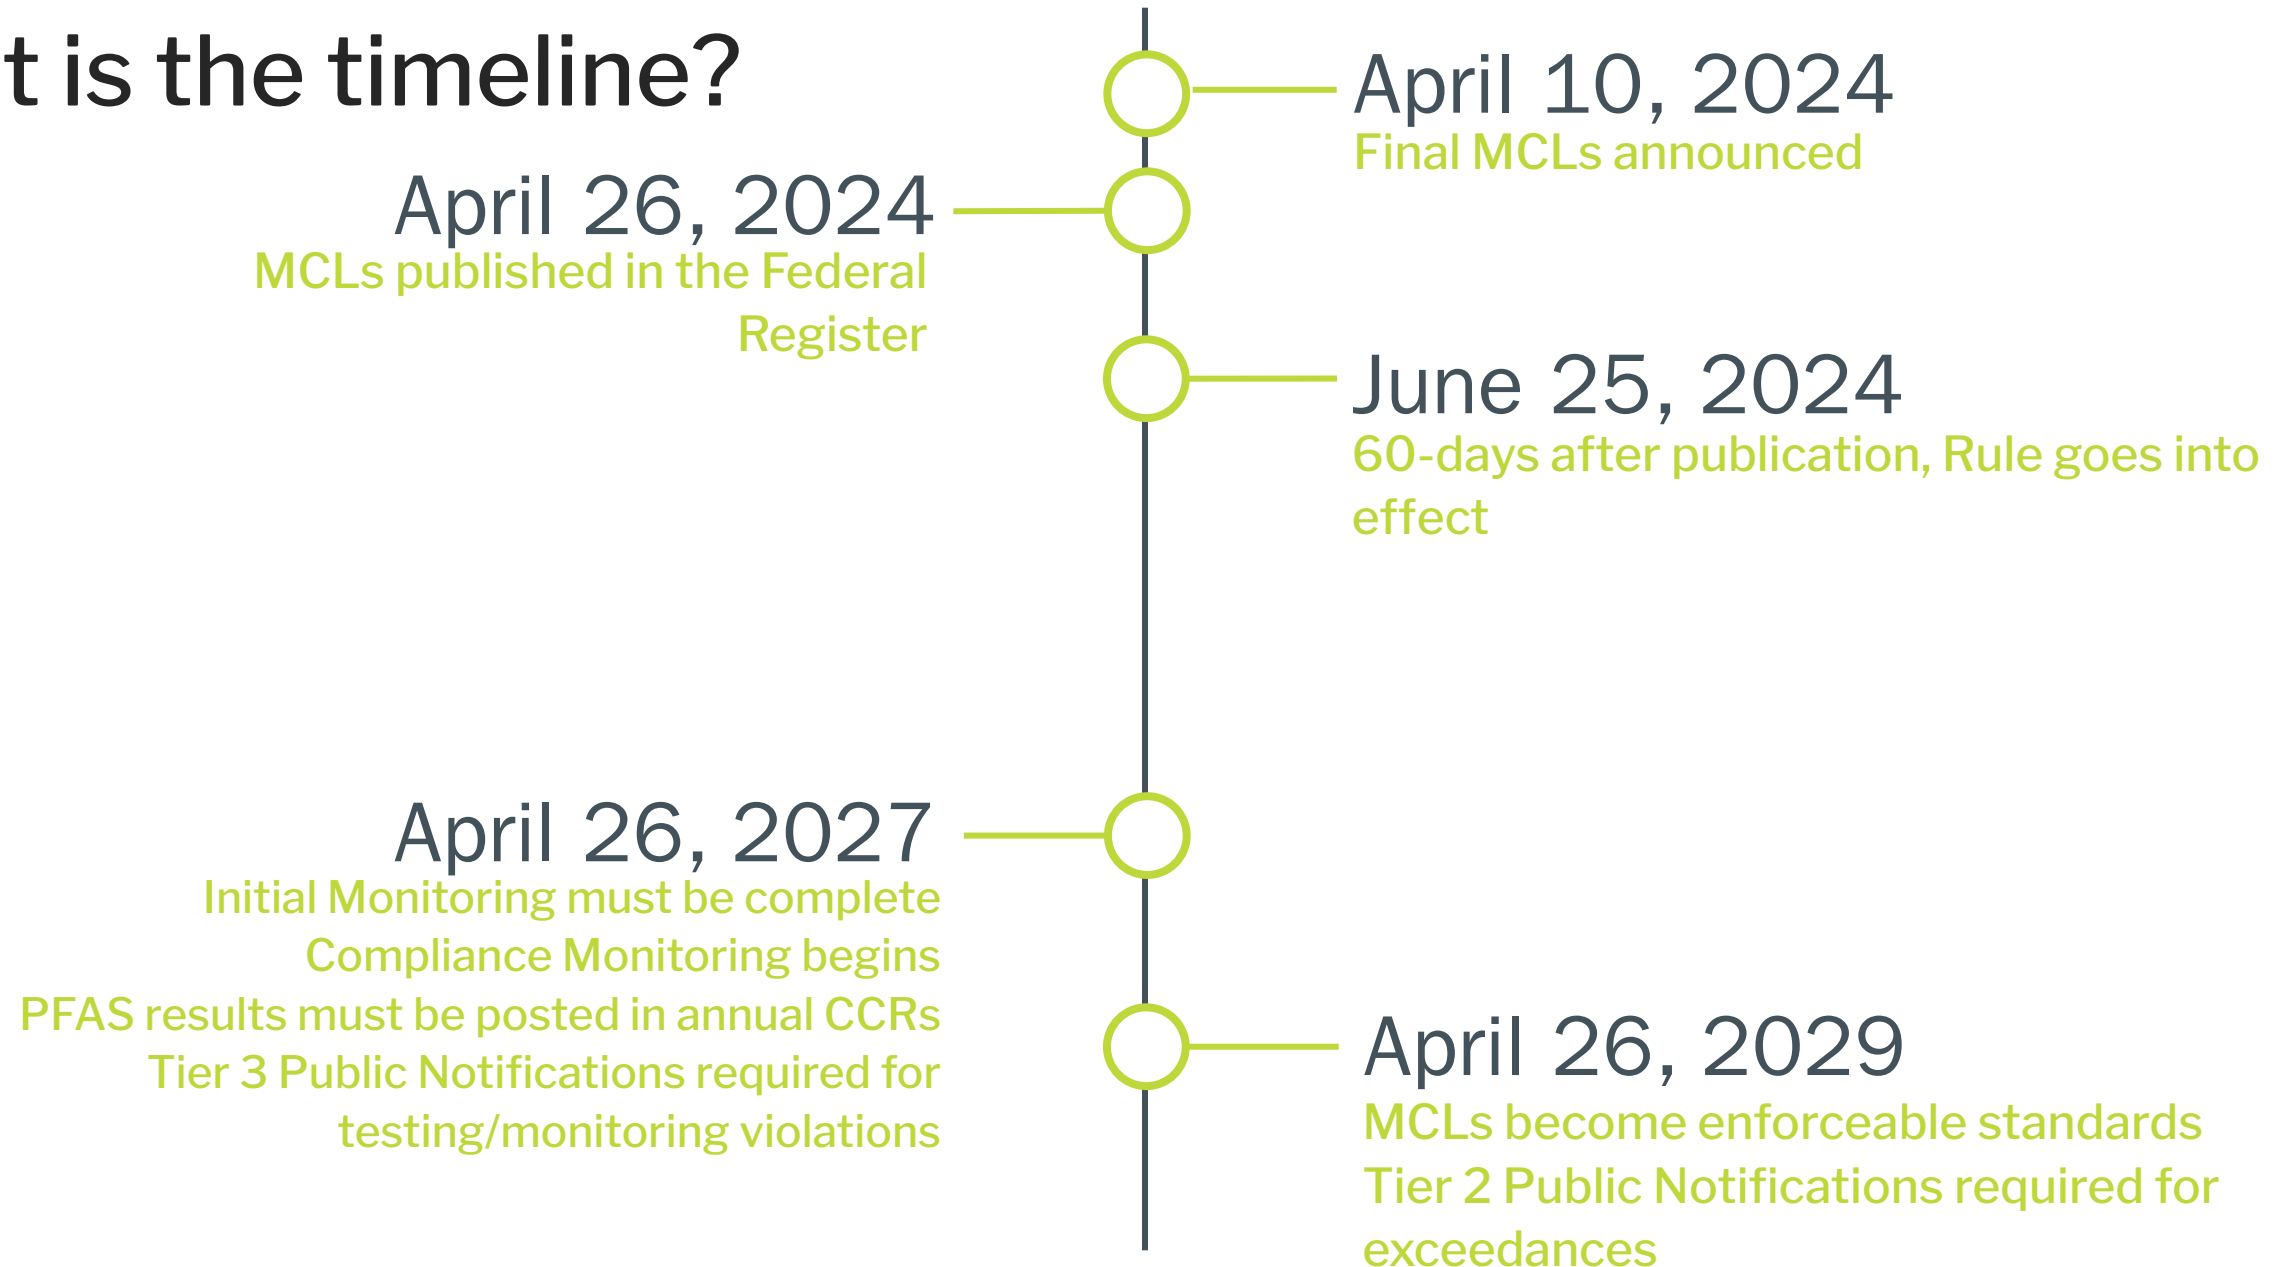 t is the timeline?
April 10, 2024
Final MCLs announced
April 26, 2024
MCLs published in the Federal
Register
June 25, 2024
60-days after publication, Rule goes into
effect
April 26, 2027
Initial Monitoring must be complete
Compliance Monitoring begins
PFAS results must be posted in annual CCRs
Tier 3 Public Notifications required for
testing/monitoring violations
April 26, 2029
MCLs become enforceable standards
Tier 2 Public Notifications required for
exceedances